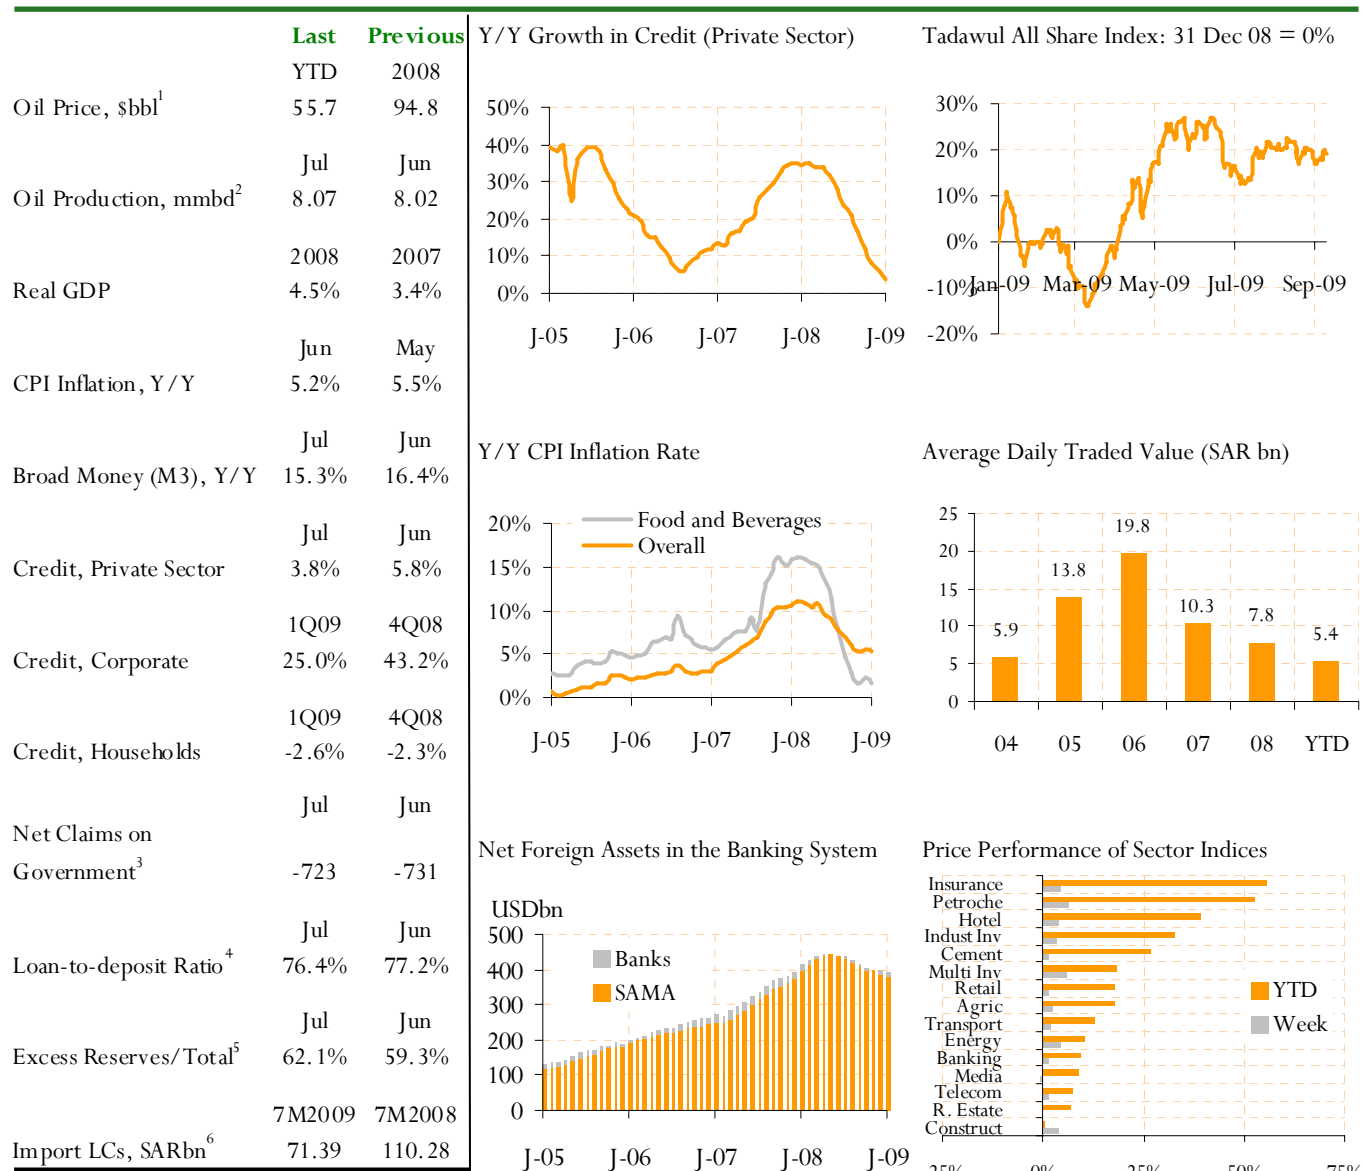 Last Previous
YTD 2008
Oil Price, $bbl1 55.7 94.8
Jul Jun
Oil Production, mmbd2 8.07 8.02
2008 2007
Real GDP 4.5% 3.4%
Jun May
CPI Inflation, Y/Y 5.2% 5.5%
Jul Jun
Broad Money (M3), Y/Y 15.3% 16.4%
Jul Jun
Credit, Private Sector 3.8% 5.8%
1Q09 4Q08
Credit, Corporate 25.0% 43.2%
1Q09 4Q08
Credit, Households -2.6% -2.3%
Jul Jun
Net Claims on
Government3 -723 -731
Jul Jun
Loan-to-deposit Ratio4 76.4% 77.2%
Jul Jun
Excess Reserves/Total5 62.1% 59.3%
7M2009 7M2008
Import LCs, SARbn6 71.39 110.28
Y/Y Growth in Credit (Private Sector)
50%
40%
30%
20%
10%
0%
J-05 J-06 J-07 J-08 J-09
Tadawul All Share Index: 31 Dec 08 = 0%
30%
20%
10%
0%
-10%
-20%
Jan-09 Mar-09 May-09 Jul-09 Sep-09
Y/Y CPI Inflation Rate
Food and Beverages
Overall
20%
15%
10%
5%
0%
J-05 J-06 J-07 J-08 J-09
Average Daily Traded Value (SAR bn)
25
20
15
10
5
0
5.9 13.8 19.8 10.3 7.8 5.4
04 05 06 07 08 YTD
Net Foreign Assets in the Banking System
USDbn
500
400
300
200
100
0
Banks
SAMA
J-05 J-06 J-07 J-08 J-09
Price Performance of Sector Indices
Insurance
Petroche
Hotel
Indust Inv
Cement
Multi Inv
Retail
Agric
Transport
Energy
Banking
Media
Telecom
R. Estate
Construct
YTD
Week
-25% 0% 25% 50% 75%